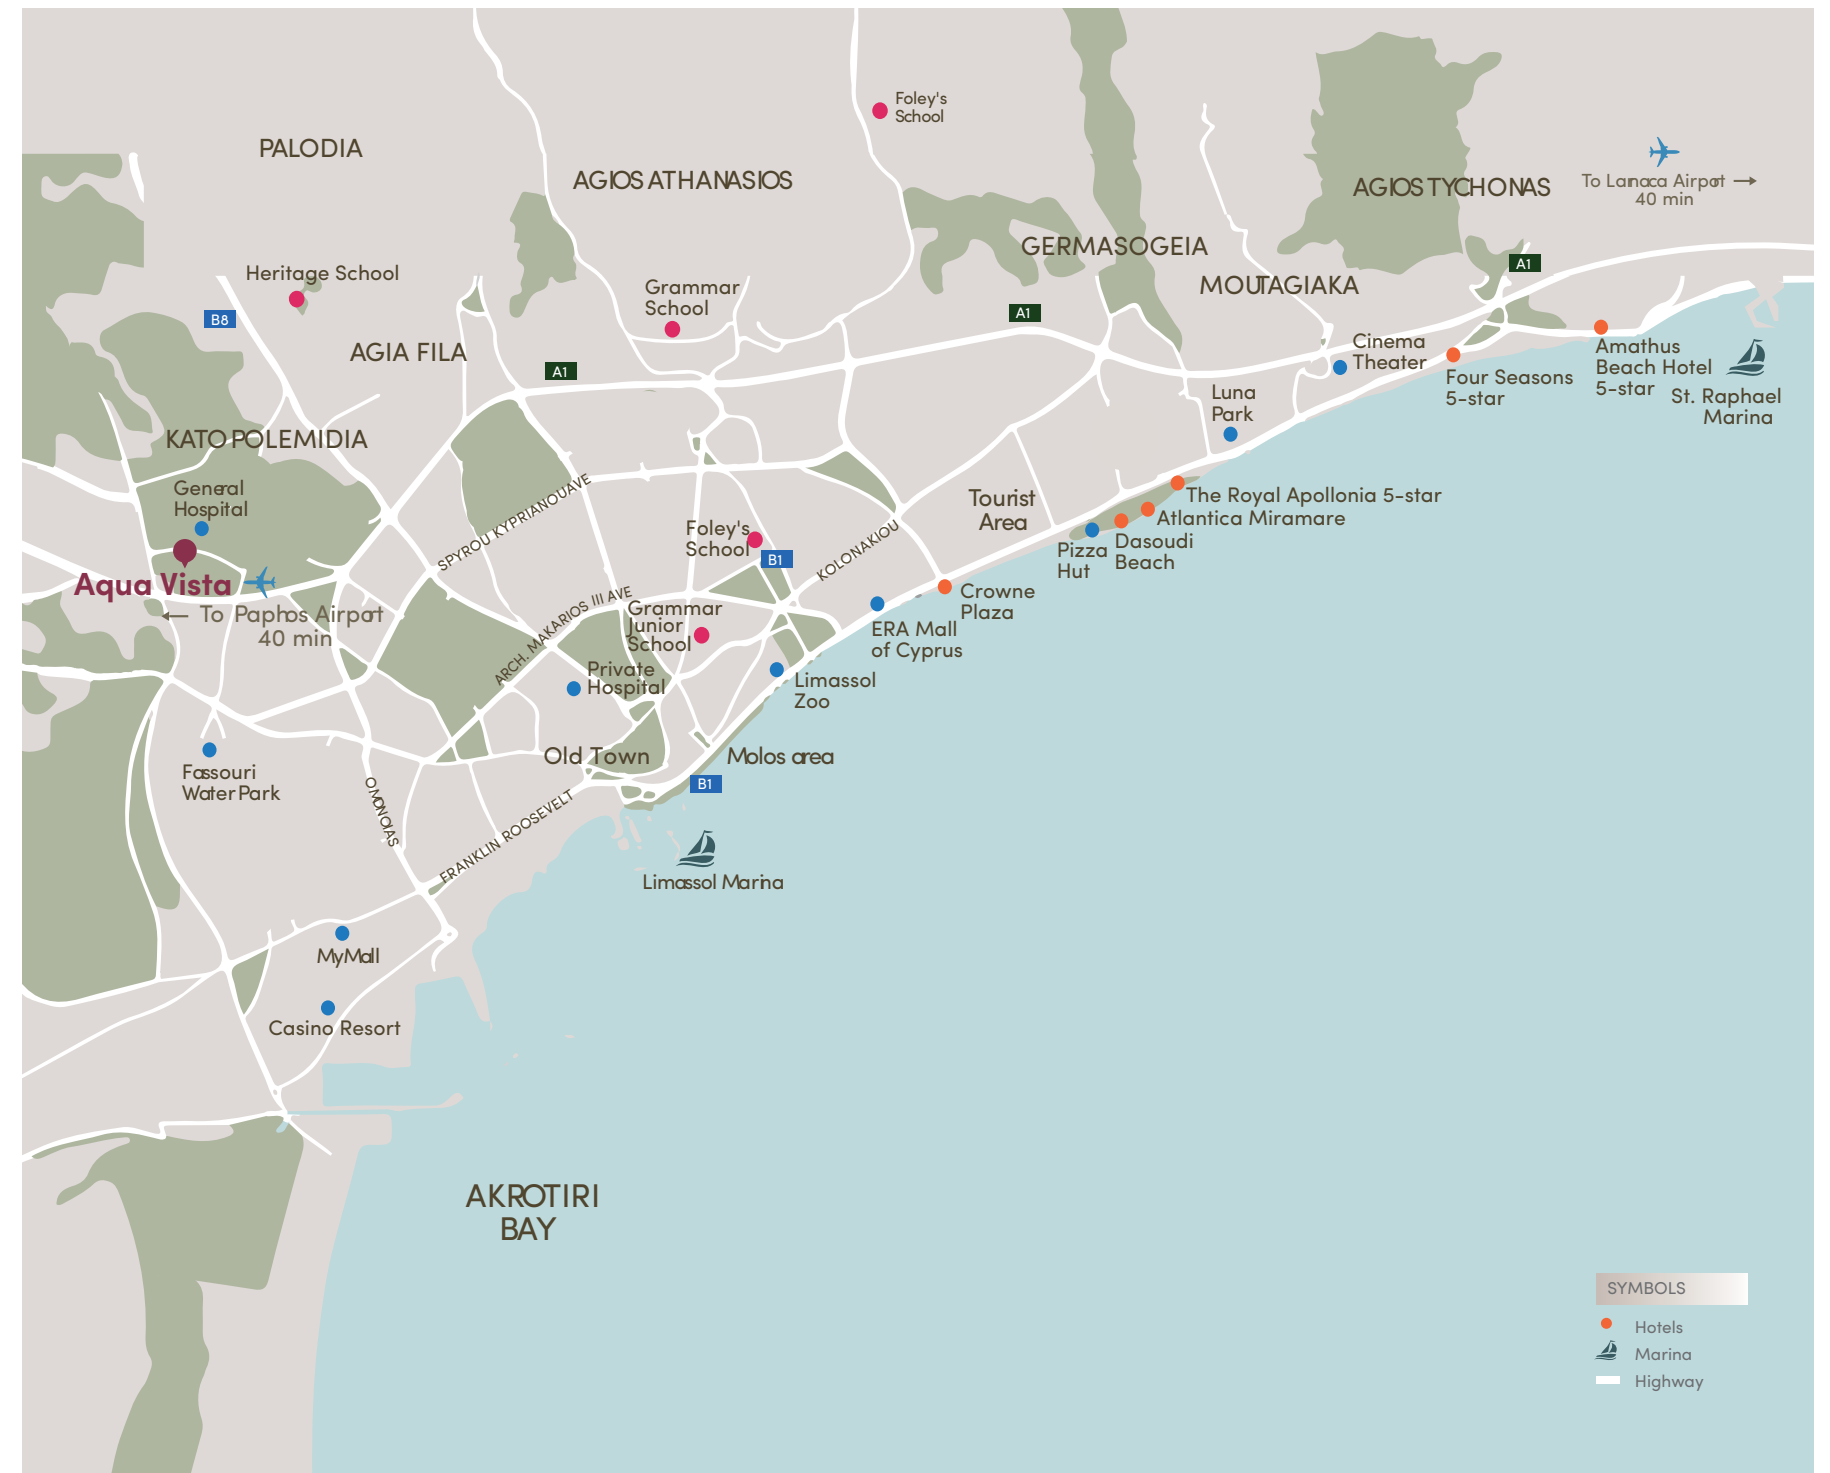 Foley's
School
PALODIA
AGIOS ATHANASIOS
AGIOS TYCHONAS
To Larnaca Airport
40 min
GERMASOGEIA
MOUTAGIAKA
A1
Heritage School
B8
Grammar
School
A1
AGIA FILA
A1
Cinema
Theater
Four Seasons
5-star
Amathus
Beach Hotel
5-star
St. Raphael
Marina
Luna
Park
KATO POLEMIDIA
General
Hospital
SPYROU KYPRIANOU AVE
Tourist
Area
The Royal Apollonia 5-star
Atlantica Miramare
Dasoudi
Beach
Pizza
Hut
Foley's
School
B1
KOLONAKIOU
Aqua Vista
To Paphos Airport
40 min
ARCH. MAKARIOS III AVE
Grammar
Junior
School
Crowne
Plaza
ERA Mall
of Cyprus
Private
Hospital
Limassol
Zoo
Old Town
Molos area
B1
Fassouri
Water Park
OMONOIAS
FRANKLIN ROOSEVELT
Limassol Marina
My Mall
Casino Resort
AKROTIRI
BAY
SYMBOLS
Hotels
Marina
Highway